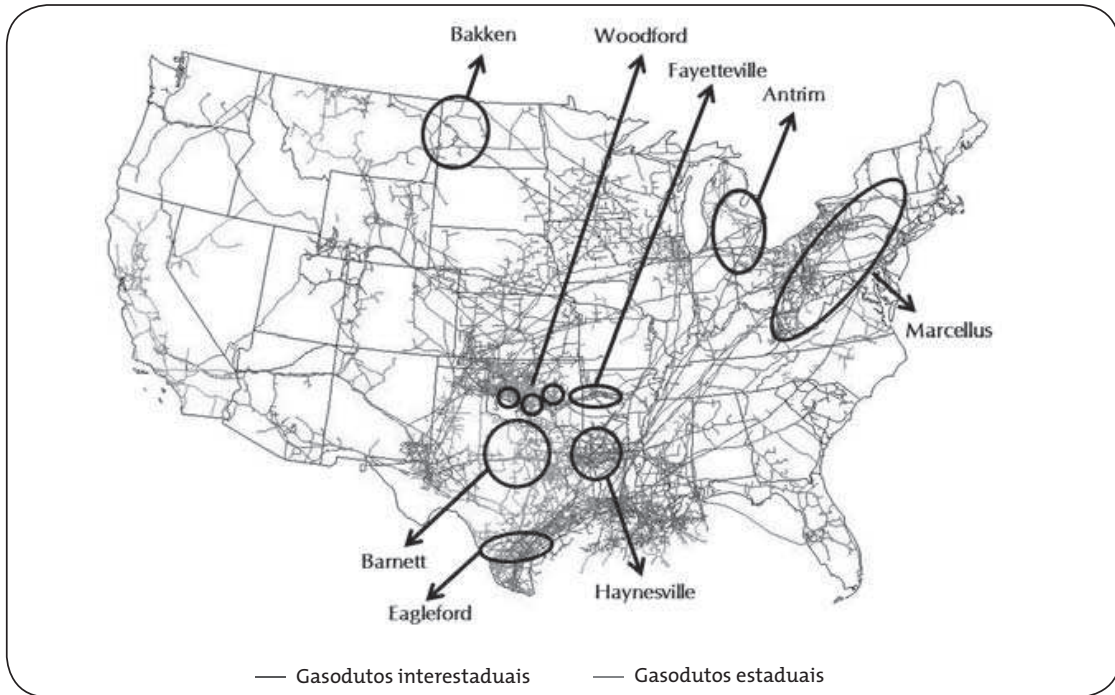 Bakken
Woodford
Fayetteville
Antrim
Marcellus
Barnett
Eagleford
Haynesville
Gasodutos interestaduais
Gasodutos estaduais